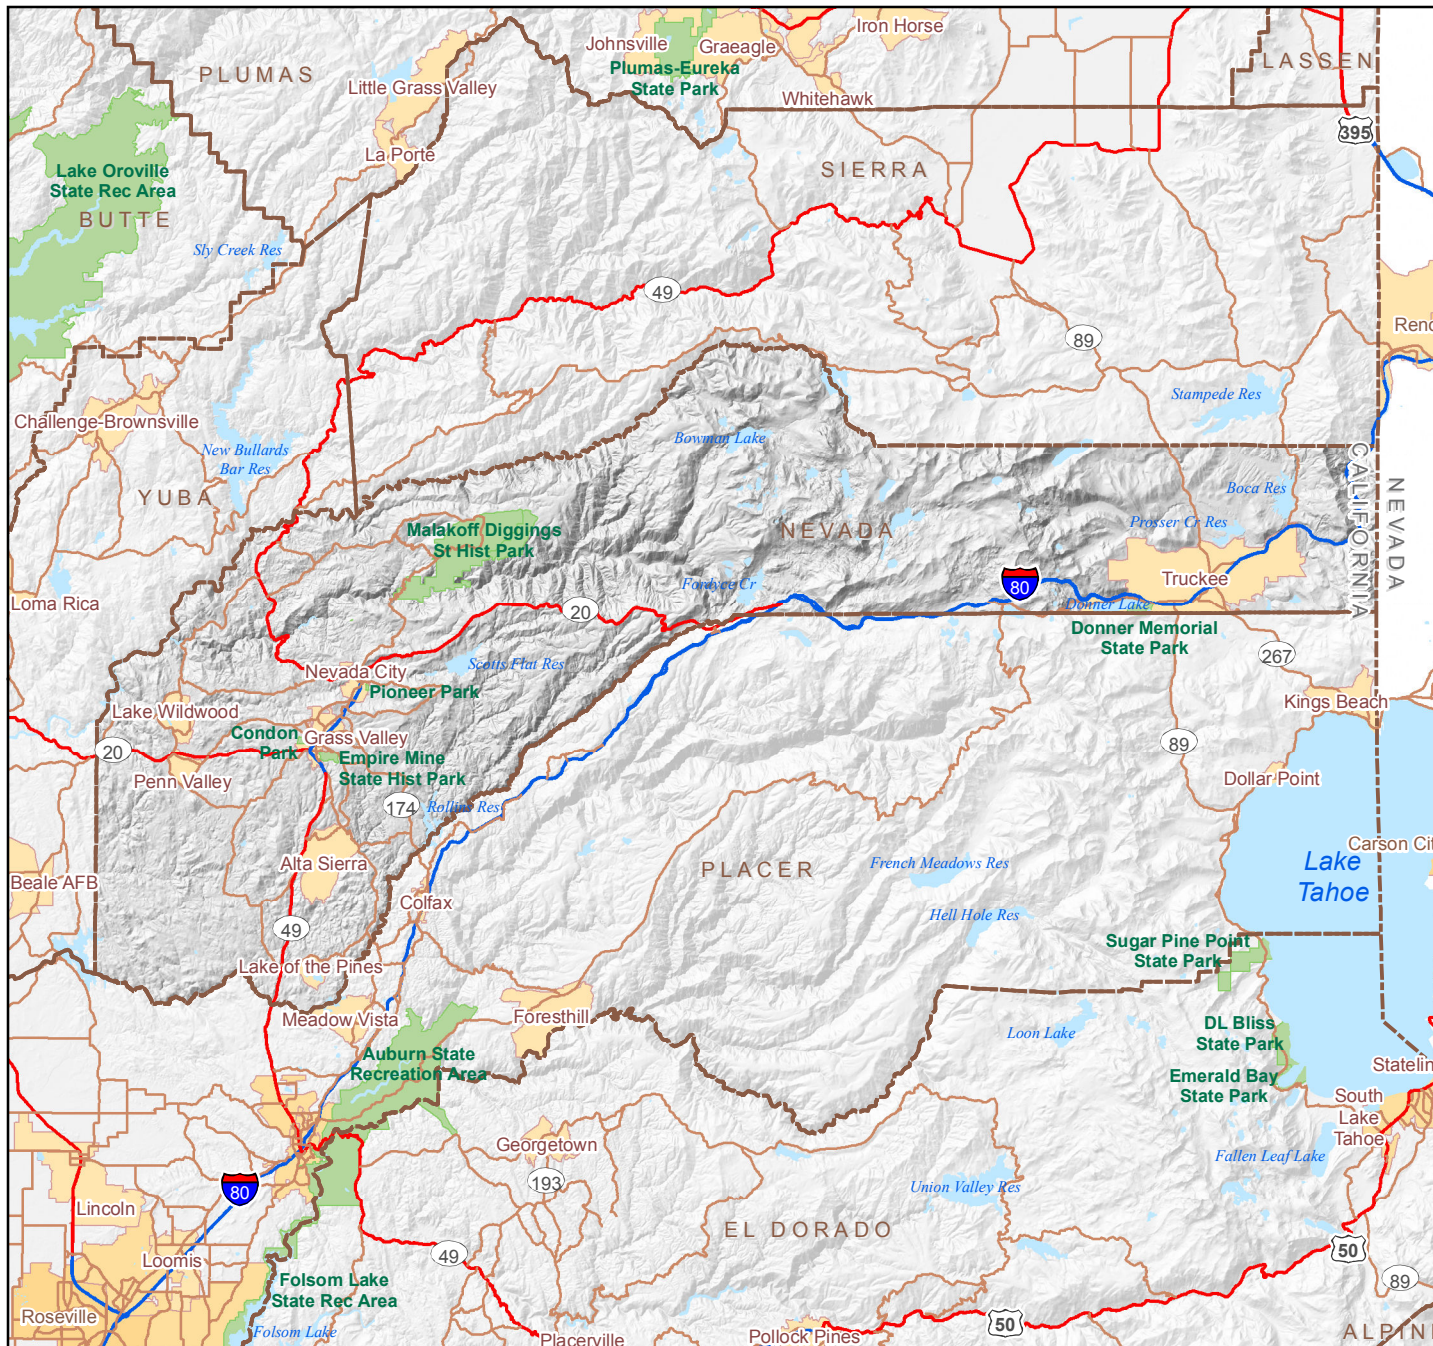 Iron Horse
Johnsville
Graeagle
LASSEN
PLUMAS
Plumas-Eureka
State Park
Little Grass Valley
Whitehawk
395
La Porte
SIERRA
Lake Oroville
State Rec Area
BUTTE
Sly Creek Res
49
Reno
89
Stampede Res
Challenge-Brownsville
New Bullards
Bar Res
Bowman Lake
CALIFORNIA
NEVADA
YUBA
Boca Res
Malakoff Diggings
St Hist Park
NEVADA
Prosser Cr Res
Truckee
Fordyce Cr
80
Loma Rica
20
Donner Lake
Donner Memorial
State Park
267
Nevada City
Scotts Flat Res
Pioneer Park
Kings Beach
Lake Wildwood
Condon
Park
Grass Valley
20
89
Empire Mine
State Hist Park
Penn Valley
Dollar Point
174
Rollins Res
Carson Cit
Alta Sierra
PLACER
French Meadows Res
Lake
Tahoe
Beale AFB
Colfax
Hell Hole Res
49
Sugar Pine Point
State Park
Lake of the Pines
Meadow Vista
Foresthill
DL Bliss
State Park
Loon Lake
Auburn State
Recreation Area
Statelin
Emerald Bay
State Park
South
Lake
Tahoe
Georgetown
Fallen Leaf Lake
193
80
Union Valley Res
Lincoln
EL DORADO
49
50
Loomis
89
Folsom Lake
State Rec Area
Roseville
50
Folsom Lake
Placerville
Pollock Pines
ALPIN